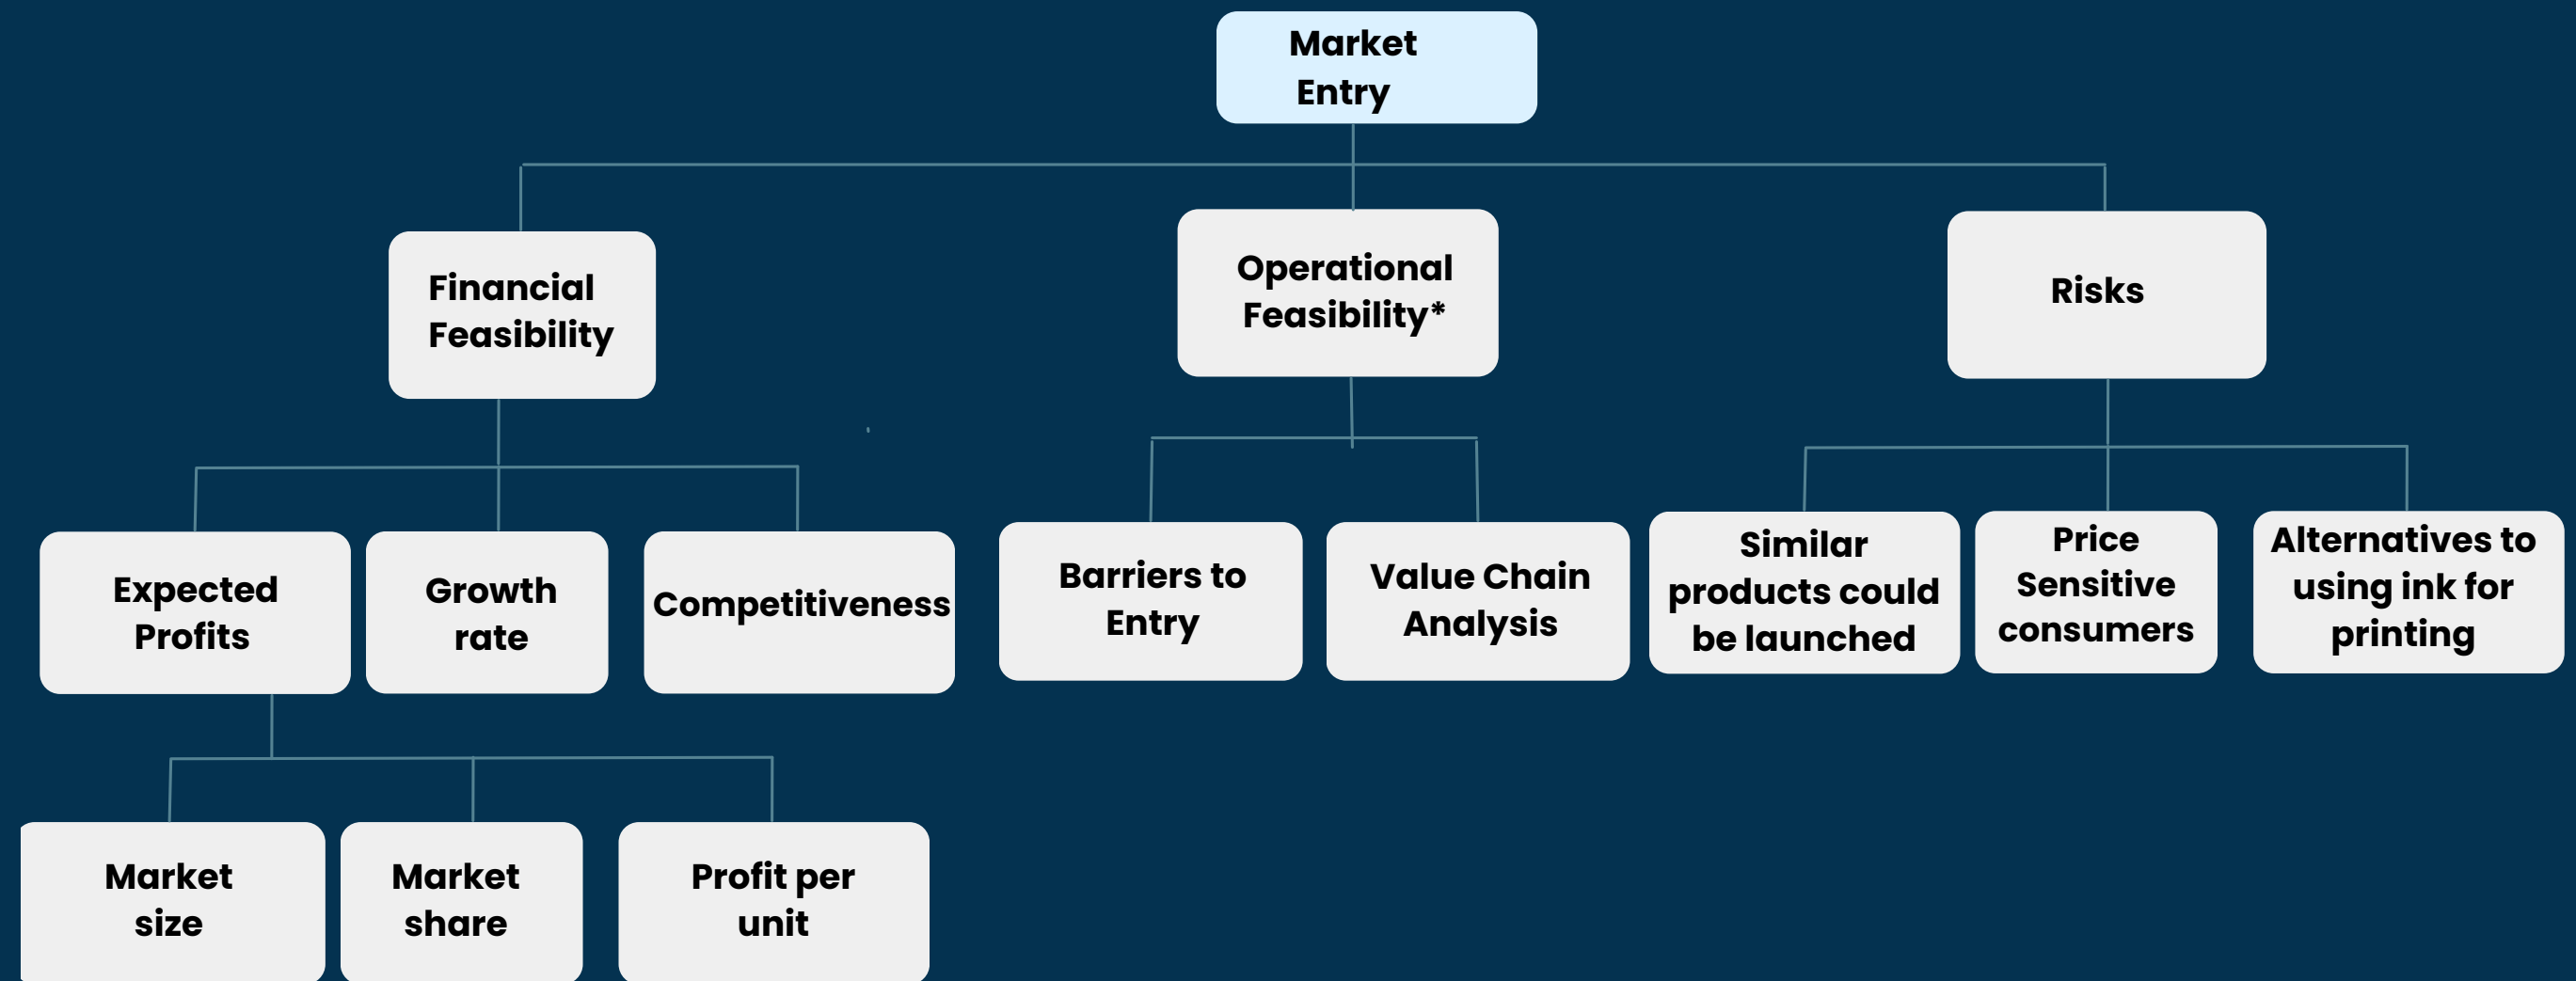 Market
Entry
Financial
Feasibility
Operational
Feasibility*
Risks
Expected
Profits
Growth
rate
Competitiveness
Barriers to
Entry
Value Chain
Analysis
Similar
products could
be launched
Price
Sensitive
consumers
Alternatives to
using ink for
printing
Market
size
Market
share
Profit per
unit